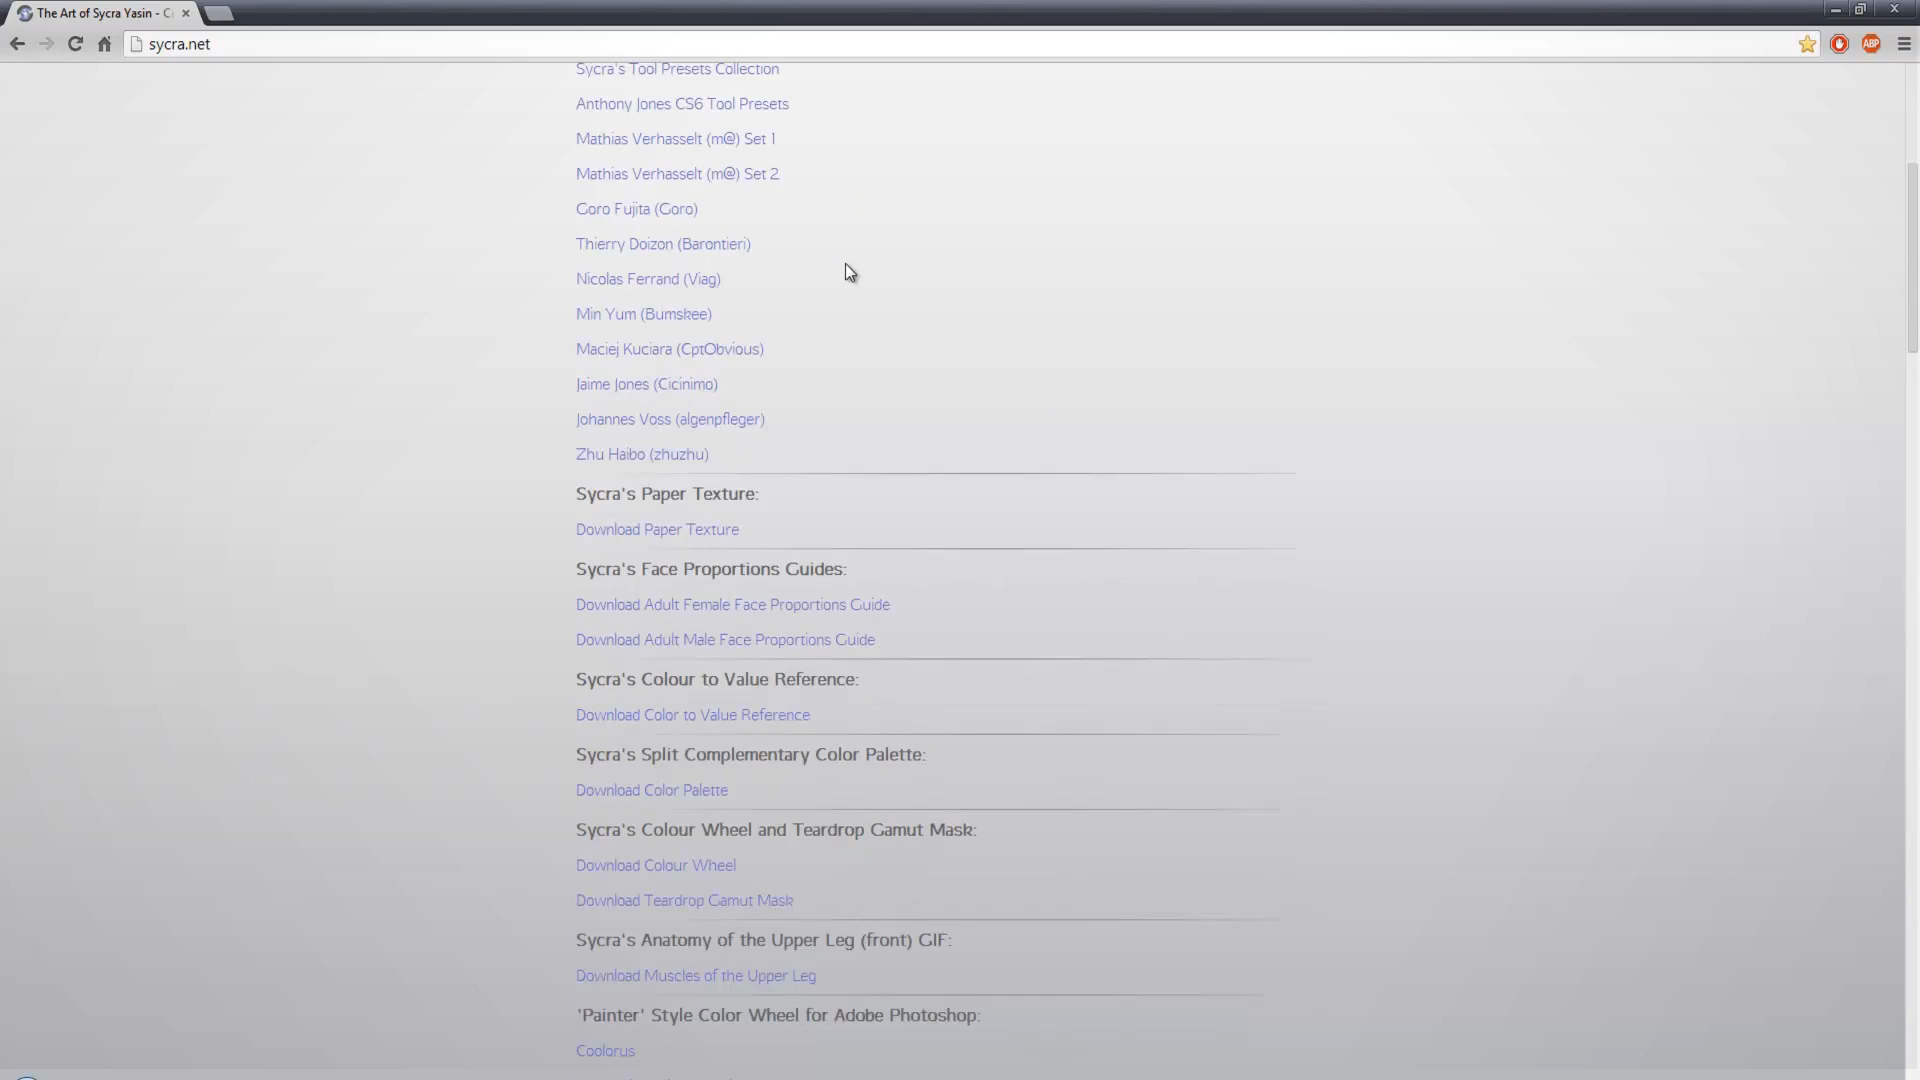 The Art of Sycra Yasin - C
sycra.net
ABP
Sycra's Tool Presets Collection
Anthony Jones CS6 Tool Presets
Mathias Verhasselt (m@) Set 1
Mathias Verhasselt (m@) Set 2
Goro Fujita (Goro)
Thierry Doizon (Barontieri)
Nicolas Ferrand (Viag)
Min Yum (Bumskee)
Maciej Kuciara (CptObvious)
Jaime Jones (Cicinimo)
Johannes Voss (algenpfleger)
Zhu Haibo (zhuzhu)
Sycra's Paper Texture:
Download Paper Texture
Sycra's Face Proportions Guides:
Download Adult Female Face Proportions Guide
Download Adult Male Face Proportions Guide
Sycra's Colour to Value Reference:
Download Color to Value Reference
Sycra's Split Complementary Color Palette:
Download Color Palette
Sycra's Colour Wheel and Teardrop Gamut Mask:
Download Colour Wheel
Download Teardrop Gamut Mask
Sycra's Anatomy of the Upper Leg (front) GIF:
Download Muscles of the Upper Leg
'Painter' Style Color Wheel for Adobe Photoshop:
Coolorus